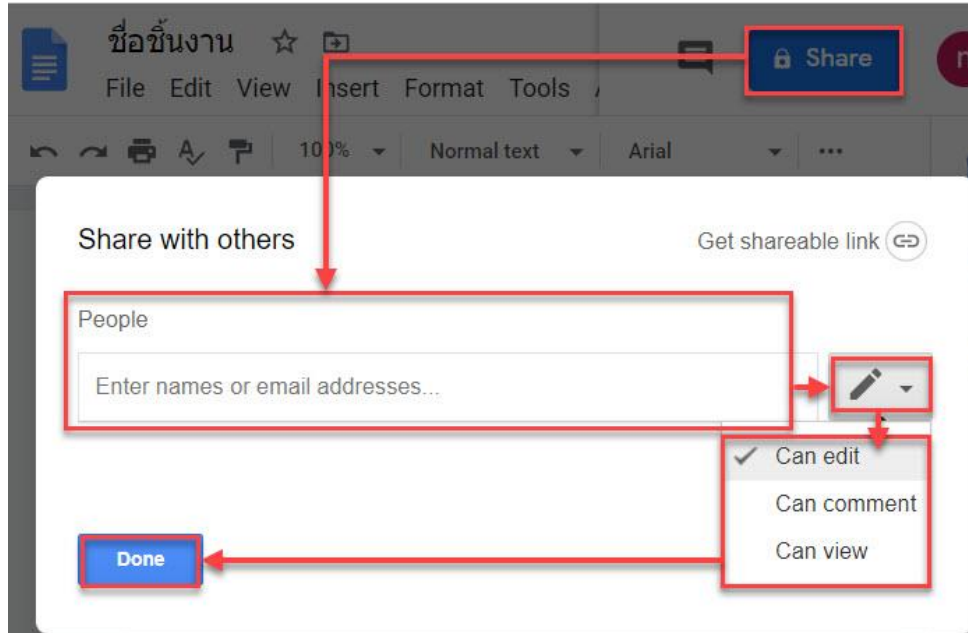 ชื่อชิ้นงาน
Share
File Edit View Insert Format Tools
100% Normal text Arial
Share with others
Get shareable link
People
Enter names or email addresses...
Can edit
Can comment
Can view
Done